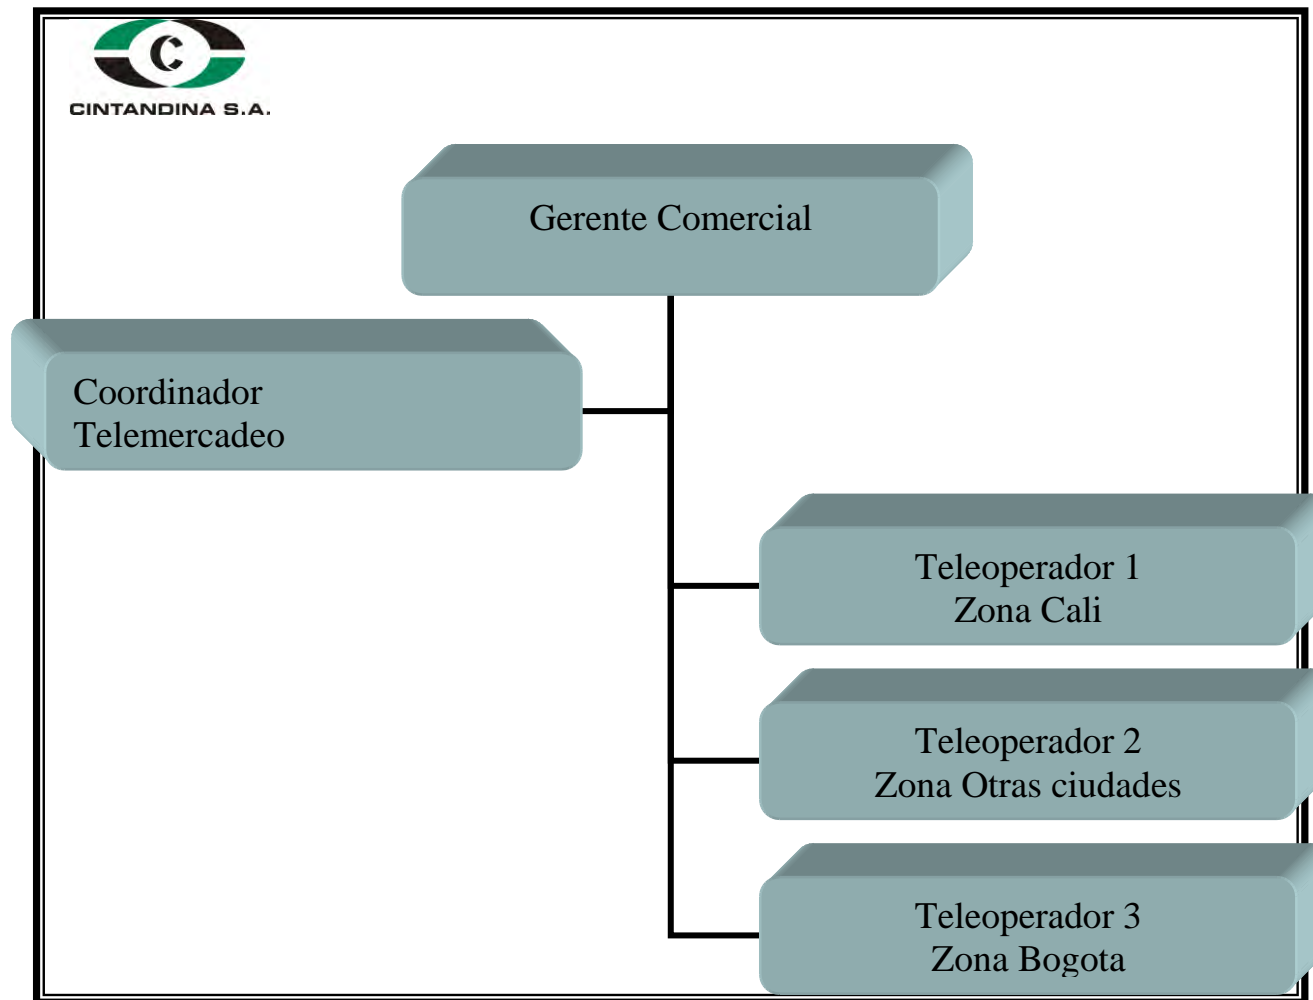 C
CINTANDINA S.A.
Gerente Comercial
Coordinador
Telemercadeo
Teleoperador 1
Zona Cali
Teleoperador 2
Zona Otras ciudades
Teleoperador 3
Zona Bogota